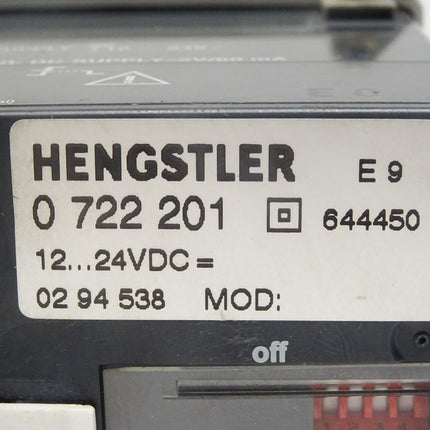 HENGSTLER E 9
0 722 201 644450
12...24VDC =
02 94 538 MOD:
off